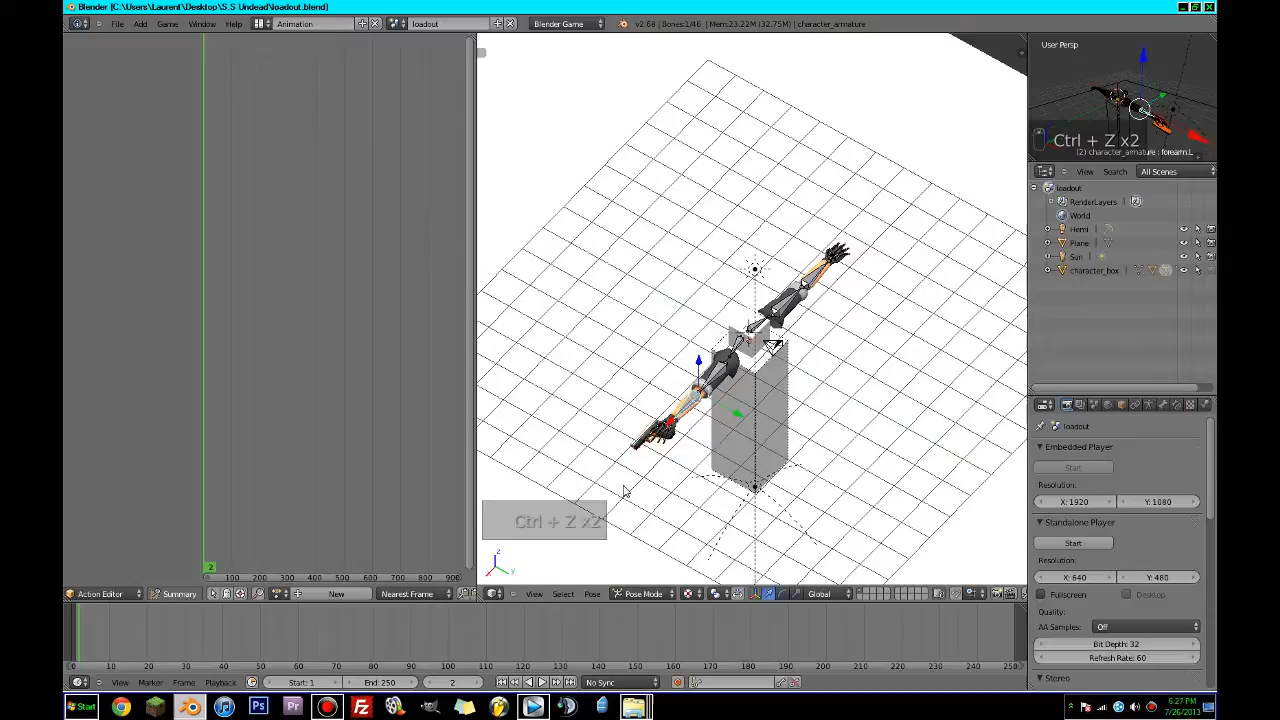 Blender [C:\Users\Laurent\Desktop\S.S Undead\loadout.blend]
File Add Game Window Help Animation loadout Blender Game v2.68 | Bones:1/46 | Mem:23.22M (32.75M) | character_armature
User Persp
Ctrl + Z x2
(2) character_armature : forearm.L
View Search All Scenes
loadout
RenderLayers
World
Hemi
Plane
Sun
character_box
loadout
Embedded Player
Start
Resolution:
X: 1920 Y: 1080
Standalone Player
Start
Resolution:
X: 640 Y: 480
Fullscreen Desktop
Quality:
AA Samples: Off
Bit Depth: 32
Refresh Rate: 60
Stereo
Ctrl + Z x2
z
y
x
2
100 200 300 400 500 600 700 800 900
Action Editor Summary New Nearest Frame View Select Pose Pose Mode Global
0 10 20 30 40 50 60 70 80 90 100 110 120 130 140 150 160 170 180 190 200 210 220 230 240 250
View Marker Frame Playback Start: 1 End: 250 2 No Sync
Start Ps Pr Fz
6:27 PM
7/26/2013